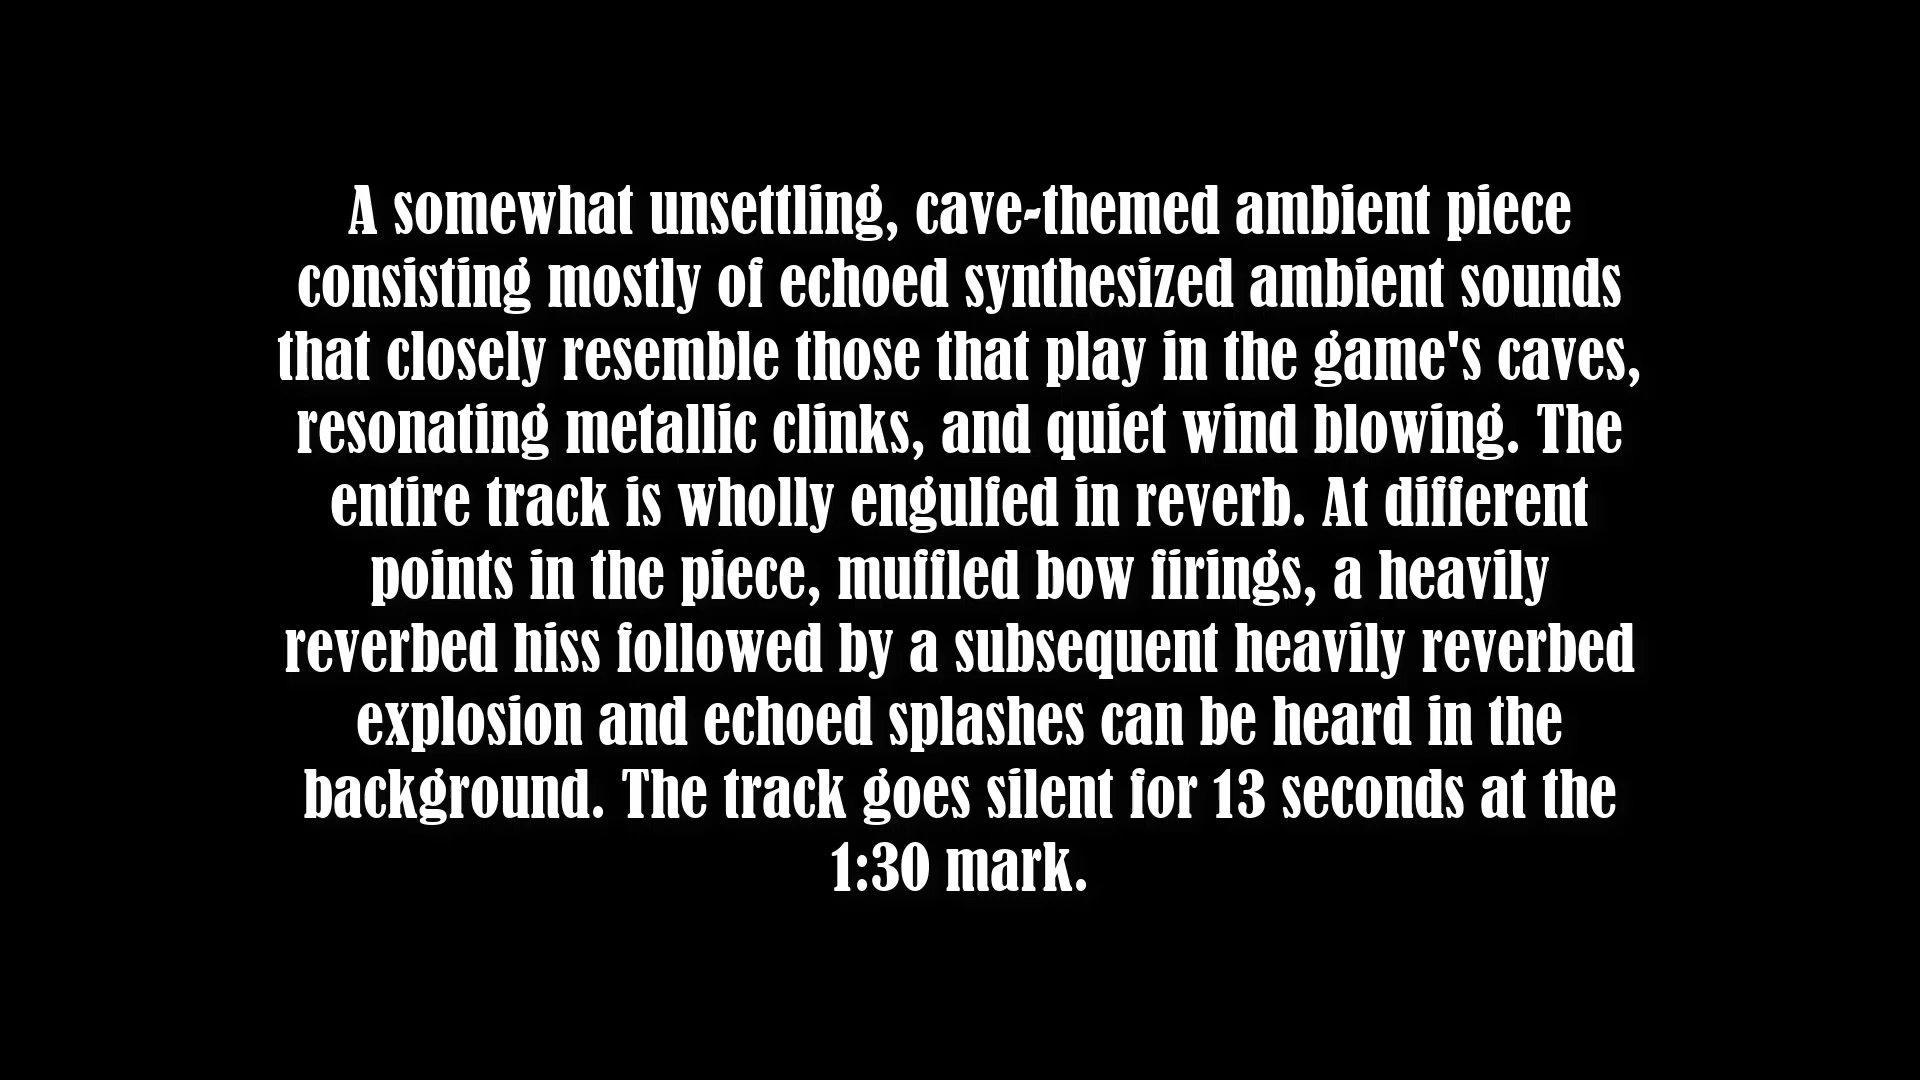 A somewhat unsettling, cave-themed ambient piece
consisting mostly of echoed synthesized ambient sounds
that closely resemble those that play in the game's caves,
resonating metallic clinks, and quiet wind blowing. The
entire track is wholly engulfed in reverb. At different
points in the piece, muffled bow firings, a heavily
reverbed hiss followed by a subsequent heavily reverbed
explosion and echoed splashes can be heard in the
background. The track goes silent for 13 seconds at the
1:30 mark.